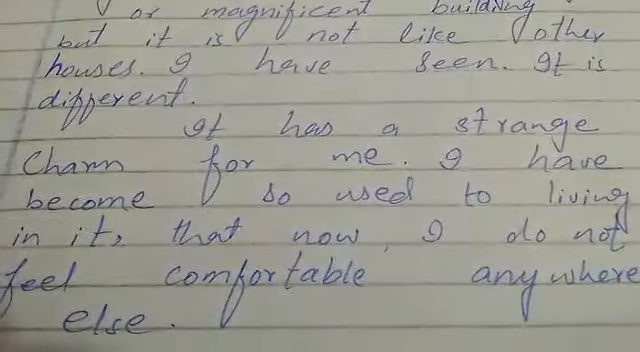 or magnificent building
but it is not like other
houses. I have seen. It is
different.
It has a strange
Charm for me. I have
become so used to living
in it, that now, I do not
feel comfortable anywhere
else.